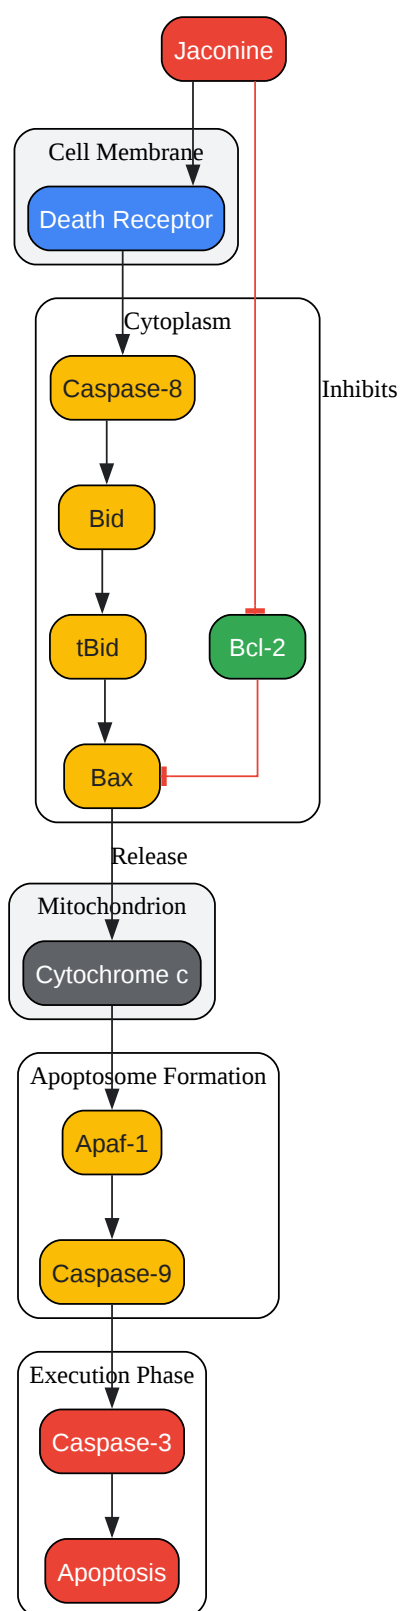 Jaconine
Cell Membrane
Death Receptor
Cytoplasm
Caspase-8
Inhibits
Bid
tBid
Bcl-2
Bax
Release
Mitochondrion
Cytochrome c
Apoptosome Formation
Apaf-1
Caspase-9
Execution Phase
Caspase-3
Apoptosis